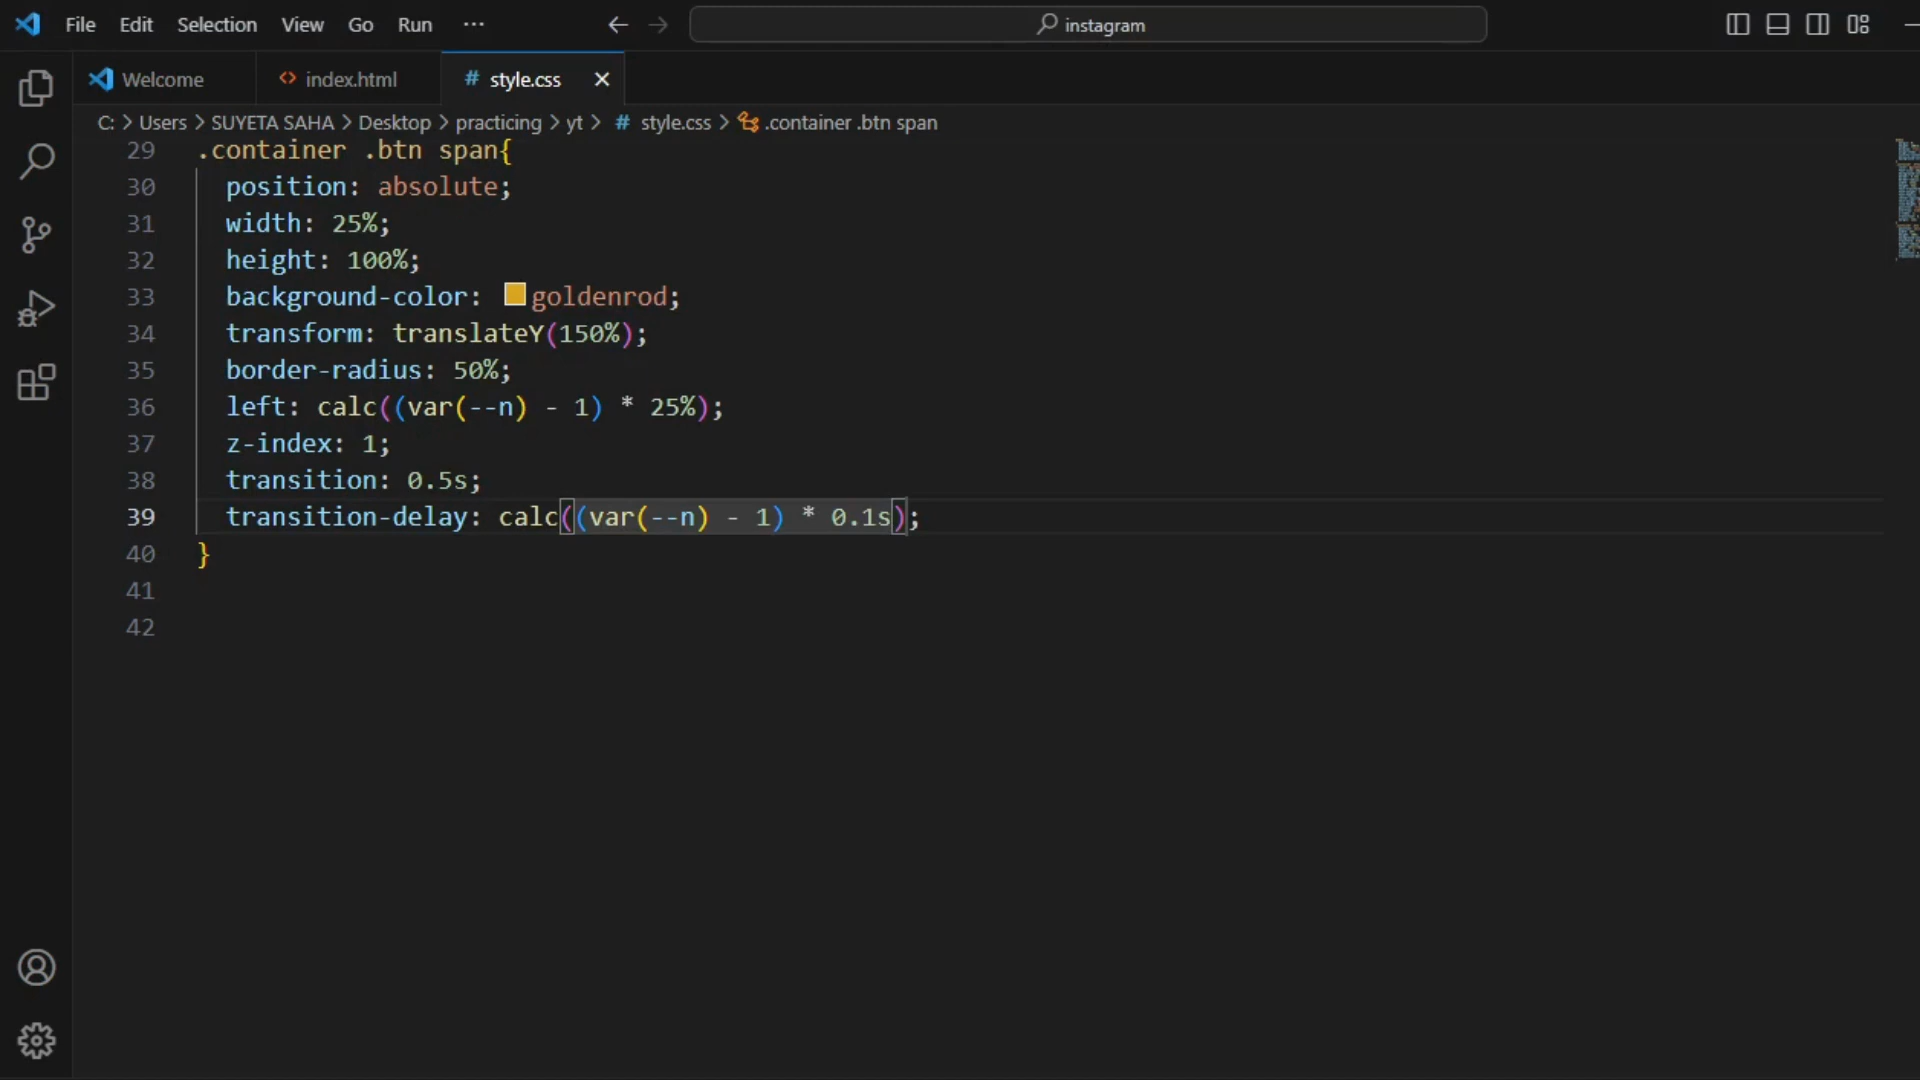 File Edit Selection View Go Run ··· instagram
Welcome index.html # style.css
C: > Users > SUYETA SAHA > Desktop > practicing > yt > # style.css > .container .btn span
29 .container .btn span{
30 position: absolute;
31 width: 25%;
32 height: 100%;
33 background-color: goldenrod;
34 transform: translateY(150%);
35 border-radius: 50%;
36 left: calc((var(--n) - 1) * 25%);
37 z-index: 1;
38 transition: 0.5s;
39 transition-delay: calc((var(--n) - 1) * 0.1s);
40 }
41
42